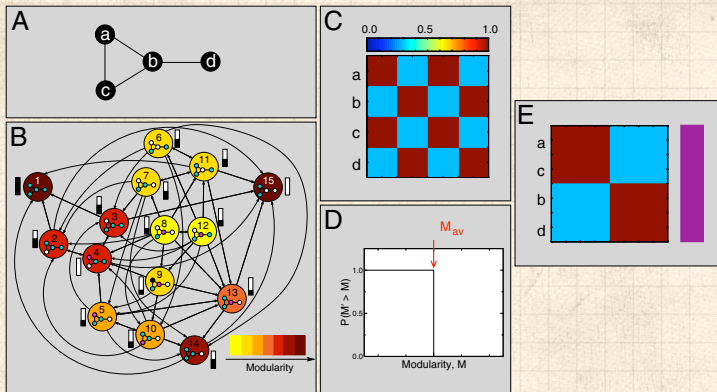 A
a
b
d
c
B
6
11
1
7
15
3
8
12
2
4
9
13
5
10
14
Modularity
C
0.0 0.5 1.0
a
b
c
d
D
M_av
1.0
0.5
0.0
P(M' > M)
Modularity, M
E
a
c
b
d